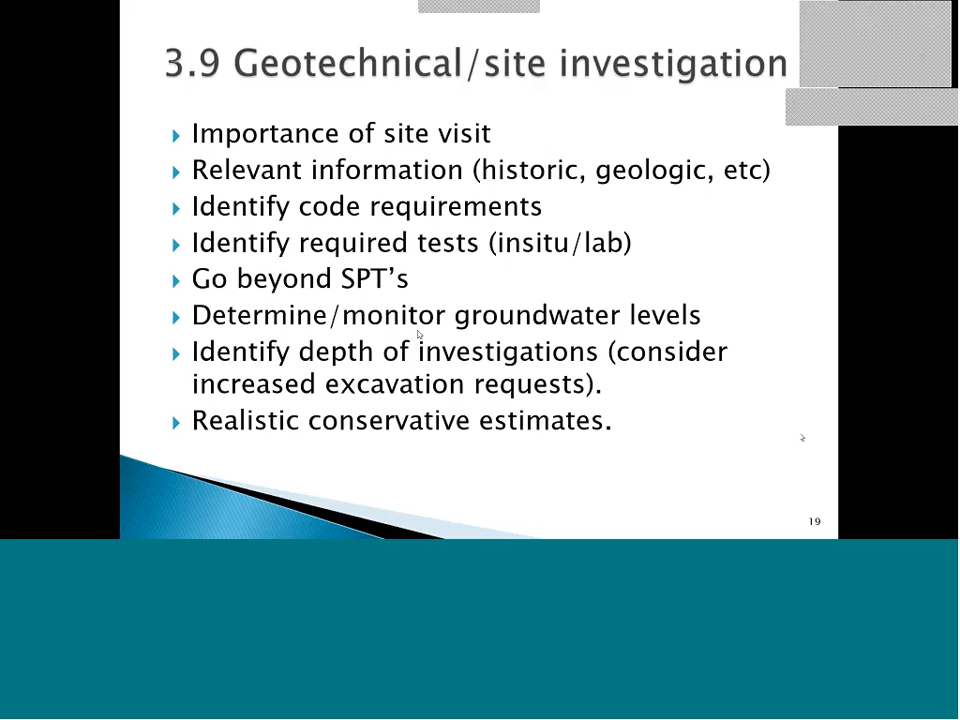 3.9 Geotechnical/site investigation
Importance of site visit
Relevant information (historic, geologic, etc)
Identify code requirements
Identify required tests (insitu/lab)
Go beyond SPT’s
Determine/monitor groundwater levels
Identify depth of investigations (consider
increased excavation requests).
Realistic conservative estimates.
19